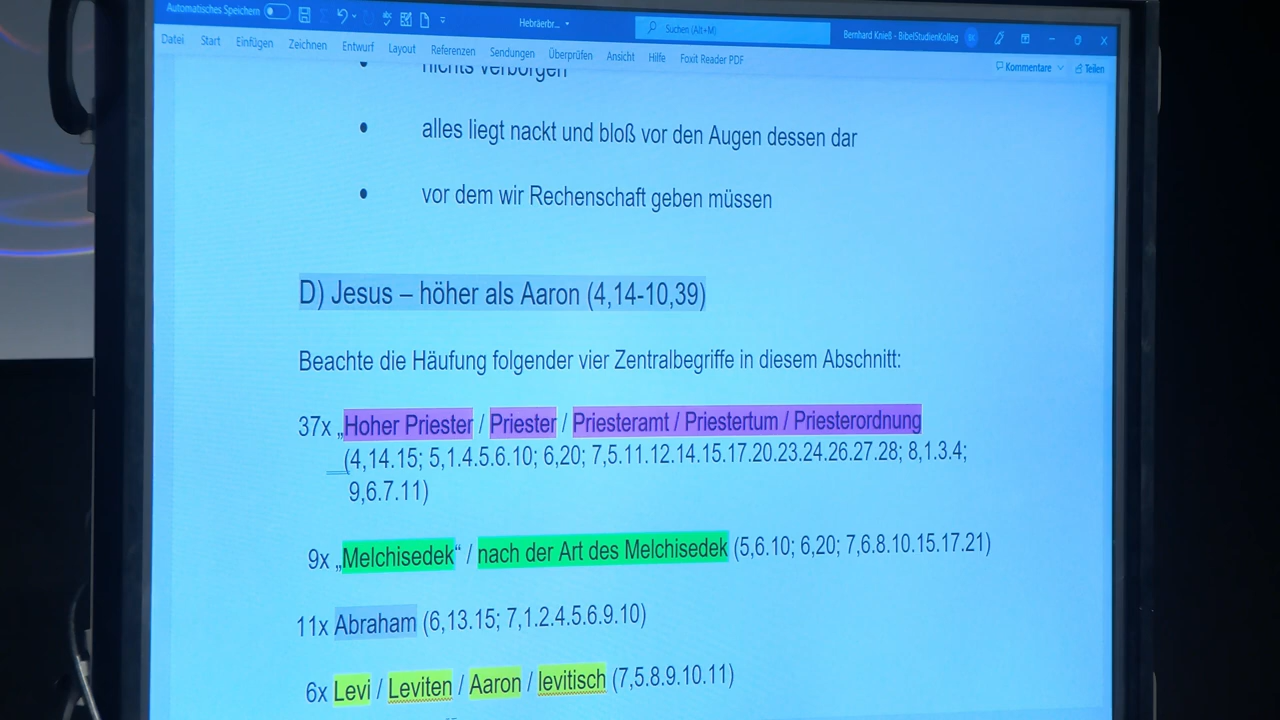 Automatisches Speichern
Hebräerbr...
Suchen (Alt+M)
Bernhard Knieß - BibelStudienKolleg
Datei Start Einfügen Zeichnen Entwurf Layout Referenzen Sendungen Überprüfen Ansicht Hilfe Foxit Reader PDF
Kommentare Teilen
nichts verborgen
• alles liegt nackt und bloß vor den Augen dessen dar
• vor dem wir Rechenschaft geben müssen
D) Jesus – höher als Aaron (4,14-10,39)
Beachte die Häufung folgender vier Zentralbegriffe in diesem Abschnitt:
37x „Hoher Priester / Priester / Priesteramt / Priestertum / Priesterordnung
(4,14.15; 5,1.4.5.6.10; 6,20; 7,5.11.12.14.15.17.20.23.24.26.27.28; 8,1.3.4;
9,6.7.11)
9x „Melchisedek“ / nach der Art des Melchisedek (5,6.10; 6,20; 7,6.8.10.15.17.21)
11x Abraham (6,13.15; 7,1.2.4.5.6.9.10)
6x Levi / Leviten / Aaron / levitisch (7,5.8.9.10.11)